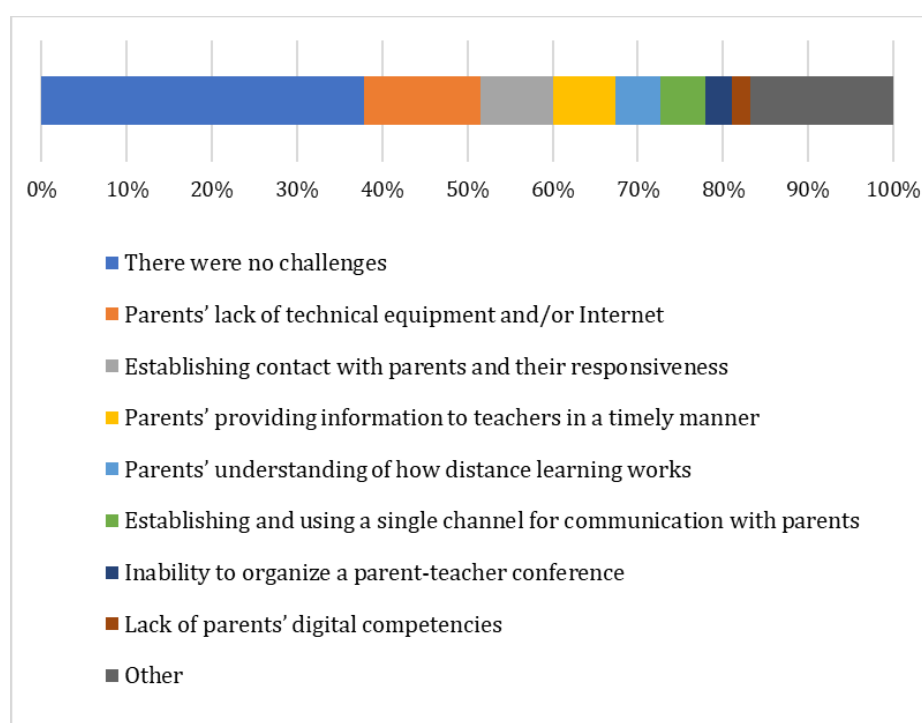 0% 10% 20% 30% 40% 50% 60% 70% 80% 90% 100%
There were no challenges
Parents’ lack of technical equipment and/or Internet
Establishing contact with parents and their responsiveness
Parents’ providing information to teachers in a timely manner
Parents’ understanding of how distance learning works
Establishing and using a single channel for communication with parents
Inability to organize a parent-teacher conference
Lack of parents’ digital competencies
Other